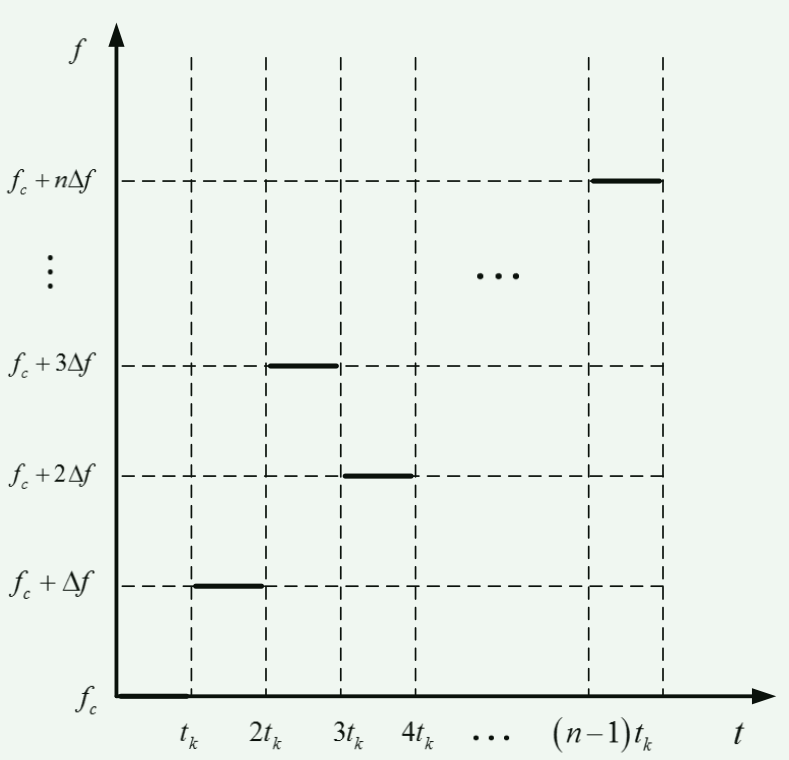 f
f_c + nΔf
⋮
...
f_c + 3Δf
f_c + 2Δf
f_c + Δf
f_c
t_k 2t_k 3t_k 4t_k ... (n−1)t_k t